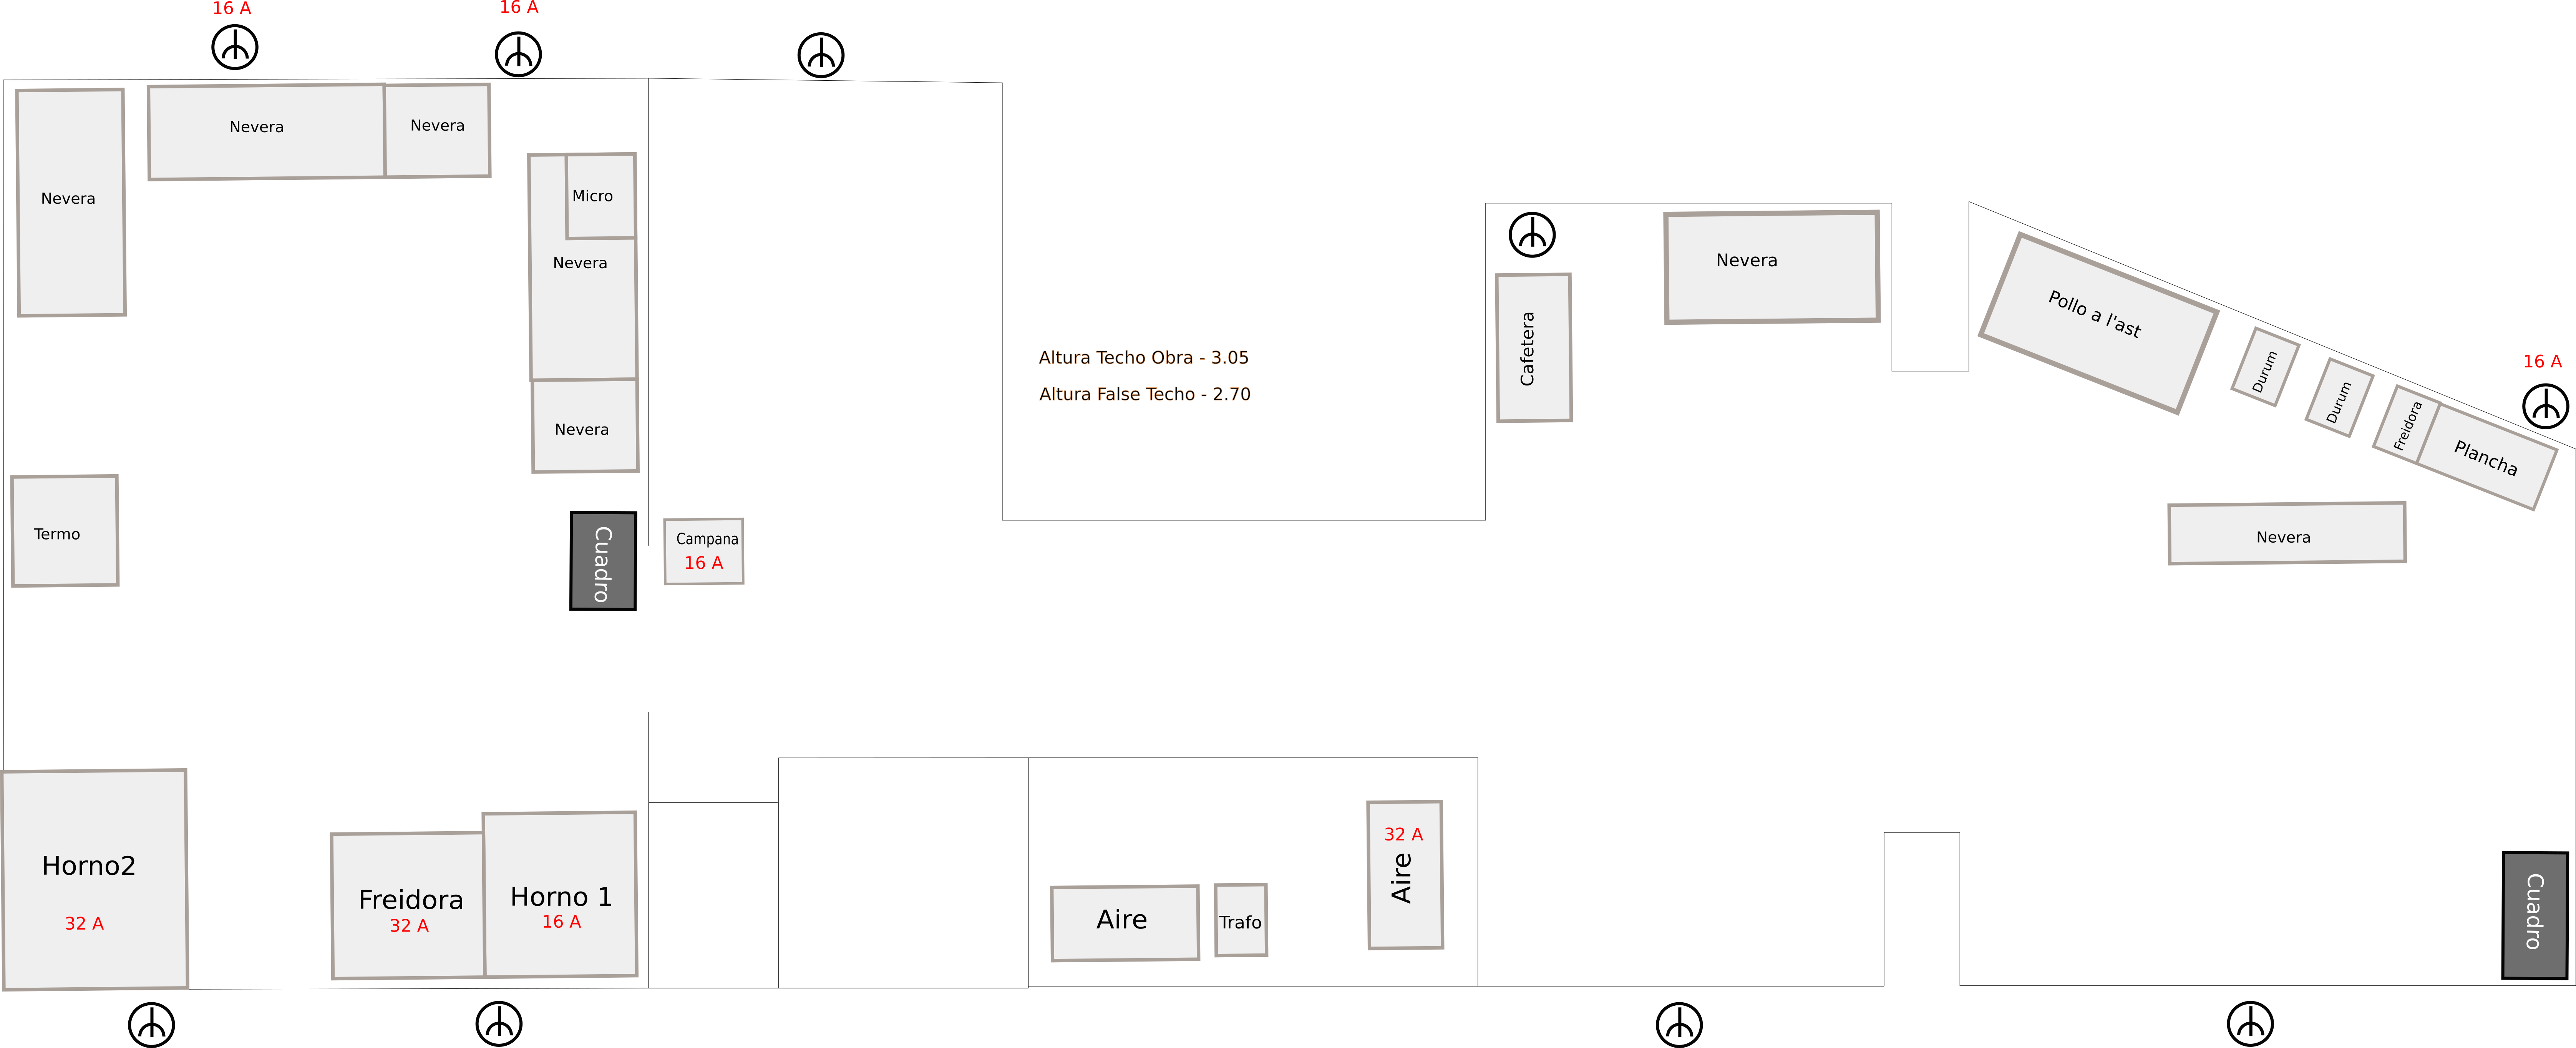 16 A
16 A
Nevera
Nevera
Nevera
Micro
Nevera
Nevera
Termo
Cuadro
Campana
16 A
Horno2
32 A
Freidora
32 A
Horno 1
16 A
Altura Techo Obra - 3.05
Altura False Techo - 2.70
Aire
Trafo
32 A
Aire
Cafetera
Nevera
Pollo a l'ast
Durum
Durum
Freidora
Plancha
16 A
Nevera
Cuadro